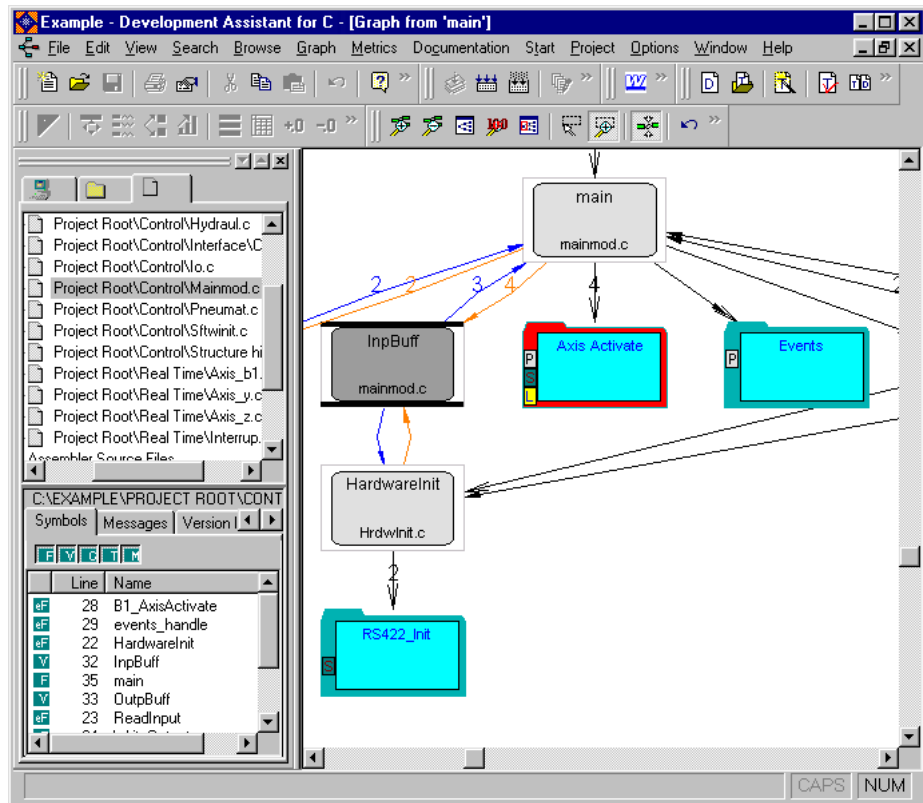 Example - Development Assistant for C - [Graph from 'main']
File Edit View Search Browse Graph Metrics Documentation Start Project Options Window Help
Project Root\Control\Hydraul.c
Project Root\Control\Interface\C
Project Root\Control\Io.c
Project Root\Control\Mainmod.c
Project Root\Control\Pneumat.c
Project Root\Control\Sftwinit.c
Project Root\Control\Structure hi
Project Root\Real Time\Axis_b1.
Project Root\Real Time\Axis_y.c
Project Root\Real Time\Axis_z.c
Project Root\Real Time\Interrup.
Assembler Source Files
C:\EXAMPLE\PROJECT ROOT\CONT
Symbols Messages Version
F V C T M
Line Name
eF 28 B1_AxisActivate
eF 29 events_handle
eF 22 HardwareInit
V 32 InpBuff
F 35 main
V 33 OutpBuff
eF 23 ReadInput
main
mainmod.c
2 2 3 4 4
InpBuff
mainmod.c
Axis Activate
P
S
L
Events
P
HardwareInit
HrdwInit.c
2
RS422_Init
S
CAPS NUM